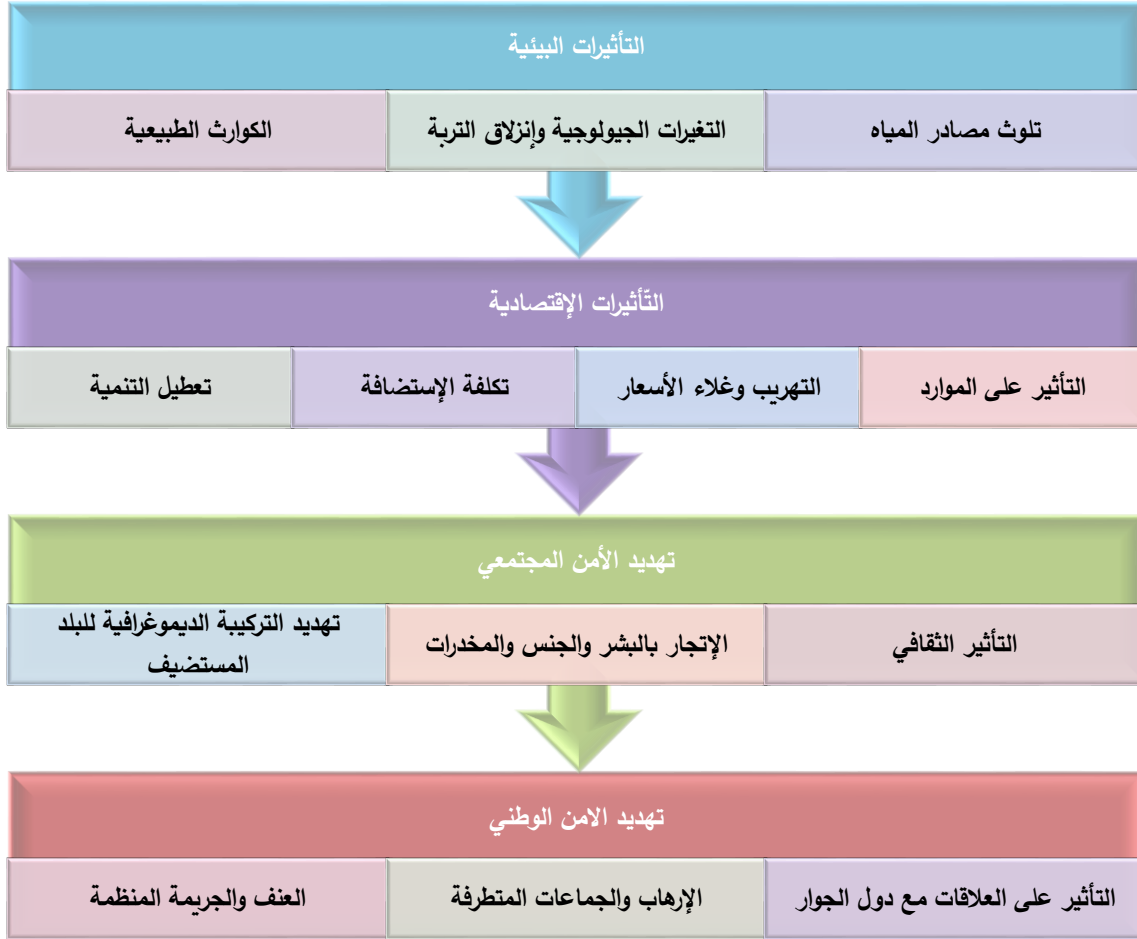 التأثيرات البيئية
تلوث مصادر المياه
التغيرات الجيولوجية وإنزلاق التربة
الكوارث الطبيعية
التّأثيرات الإقتصادية
التأثير على الموارد
التهريب وغلاء الأسعار
تكلفة الإستضافة
تعطيل التنمية
تهديد الأمن المجتمعي
التأثير الثقافي
الإتجار بالبشر والجنس والمخدرات
تهديد التركيبة الديموغرافية للبلد
المستضيف
تهديد الامن الوطني
التأثير على العلاقات مع دول الجوار
الإرهاب والجماعات المتطرفة
العنف والجريمة المنظمة